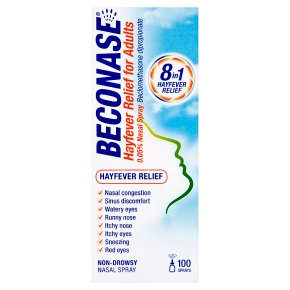 BECONASE®
Hayfever Relief for Adults
0.05% Nasal Spray Beclometasone dipropionate
8 in 1
HAYFEVER
RELIEF
HAYFEVER RELIEF
✓ Nasal congestion
✓ Sinus discomfort
✓ Watery eyes
✓ Runny nose
✓ Itchy nose
✓ Itchy eyes
✓ Sneezing
✓ Red eyes
NON-DROWSY
NASAL SPRAY
100
SPRAYS